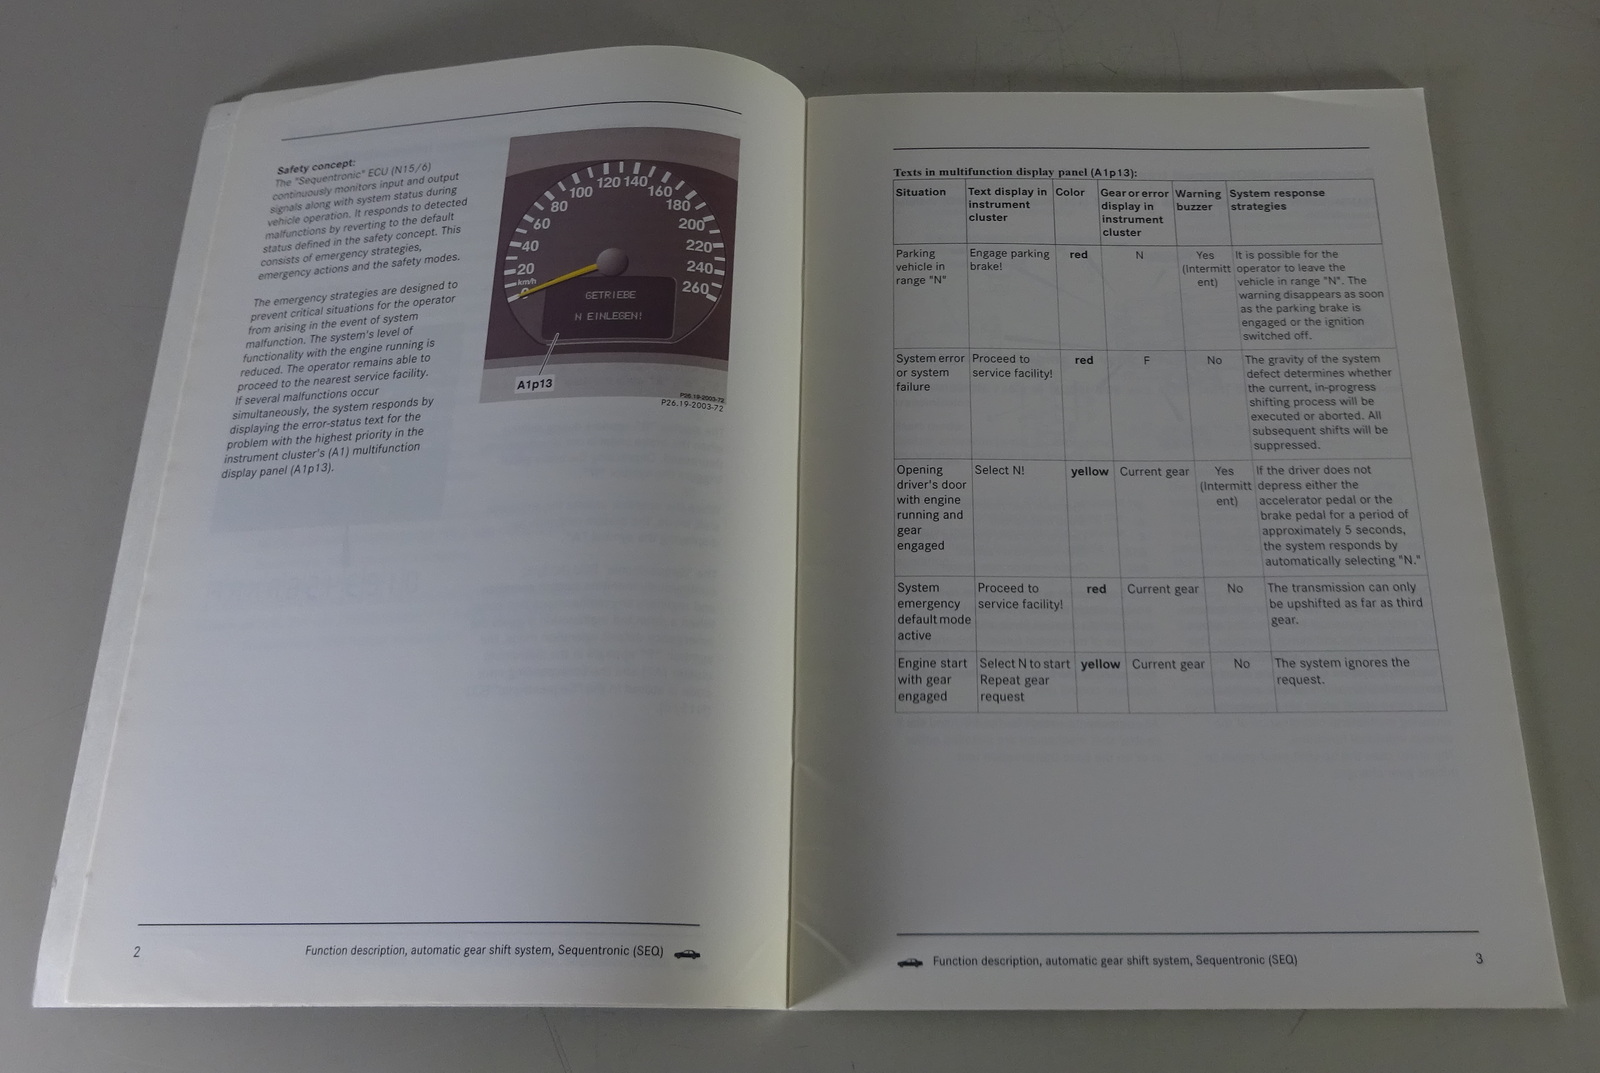 Safety concept:
The "Sequentronic" ECU (N15/6)
continuously monitors input and output
signals along with system status during
vehicle operation. It responds to detected
malfunctions by reverting to the default
status defined in the safety concept. This
consists of emergency strategies,
emergency actions and the safety modes.
The emergency strategies are designed to
prevent critical situations for the operator
from arising in the event of system
malfunction. The system's level of
functionality with the engine running is
reduced. The operator remains able to
proceed to the nearest service facility.
If several malfunctions occur
simultaneously, the system responds by
displaying the error-status text for the
problem with the highest priority in the
instrument cluster's (A1) multifunction
display panel (A1p13).
0 20 40 60 80 100 120 140 160 180 200 220 240 260
km/h
GETRIEBE
N EINLEGEN!
A1p13
P26.19-2003-72
P26.19-2003-72
2
Function description, automatic gear shift system, Sequentronic (SEQ)
Texts in multifunction display panel (A1p13):
Situation
Text display in
instrument
cluster
Color
Gear or error
display in
instrument
cluster
Warning
buzzer
System response
strategies
Parking
vehicle in
range "N"
Engage parking
brake!
red
N
Yes
(Intermitt
ent)
It is possible for the
operator to leave the
vehicle in range "N". The
warning disappears as soon
as the parking brake is
engaged or the ignition
switched off.
System error
or system
failure
Proceed to
service facility!
red
F
No
The gravity of the system
defect determines whether
the current, in-progress
shifting process will be
executed or aborted. All
subsequent shifts will be
suppressed.
Opening
driver's door
with engine
running and
gear
engaged
Select N!
yellow
Current gear
Yes
(Intermitt
ent)
If the driver does not
depress either the
accelerator pedal or the
brake pedal for a period of
approximately 5 seconds,
the system responds by
automatically selecting "N."
System
emergency
default mode
active
Proceed to
service facility!
red
Current gear
No
The transmission can only
be upshifted as far as third
gear.
Engine start
with gear
engaged
Select N to start
Repeat gear
request
yellow
Current gear
No
The system ignores the
request.
Function description, automatic gear shift system, Sequentronic (SEQ)
3